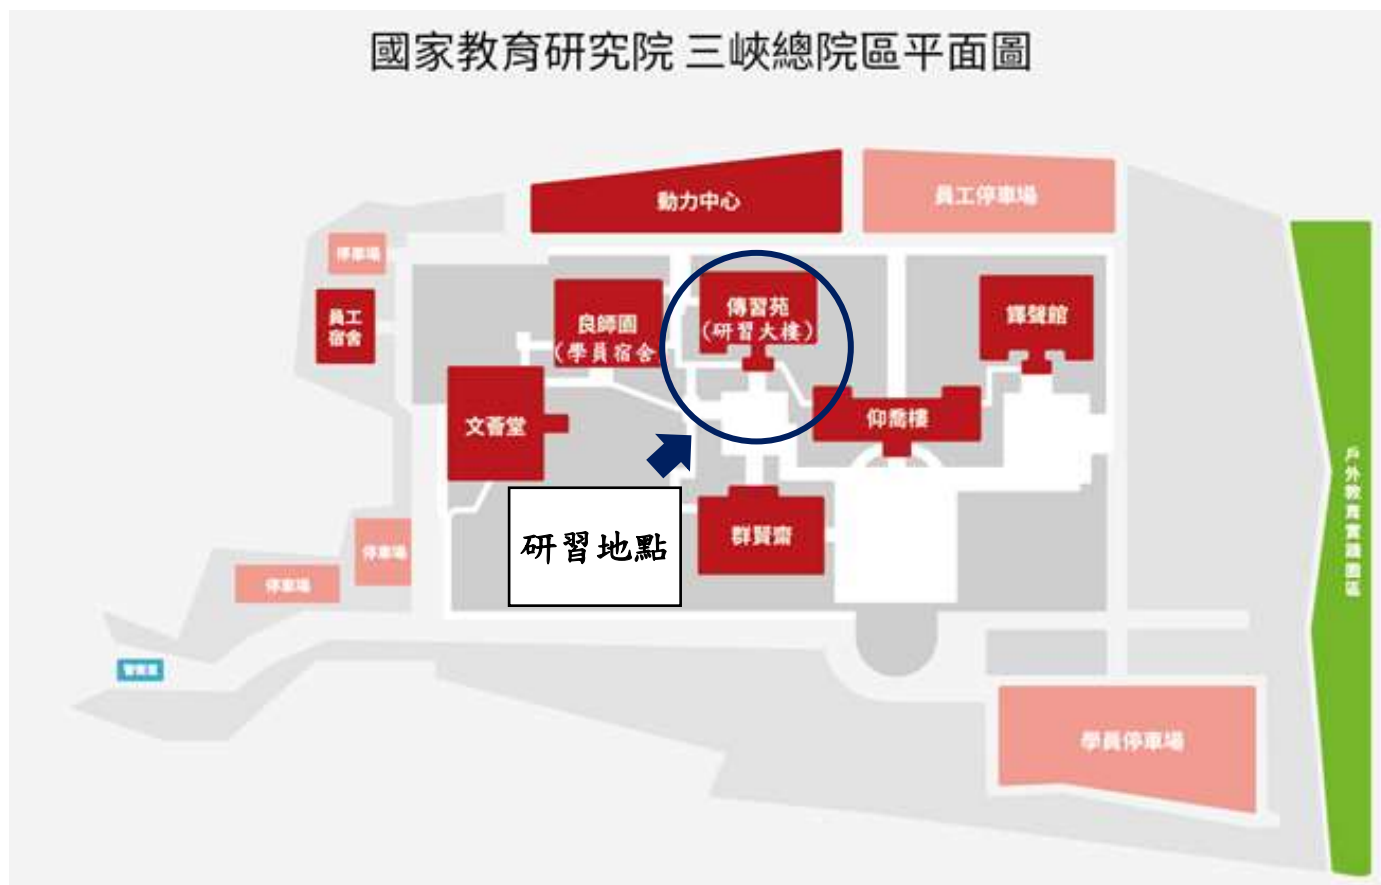 國家教育研究院 三峽總院區平面圖
動力中心
員工停車場
停車場
員工
宿舍
良師園
(學員宿舍
傳習苑
(研習大樓)
鐸聲館
文薈堂
仰喬樓
研習地點
群賢齋
停車場
停車場
戶外教育實踐園區
學員停車場